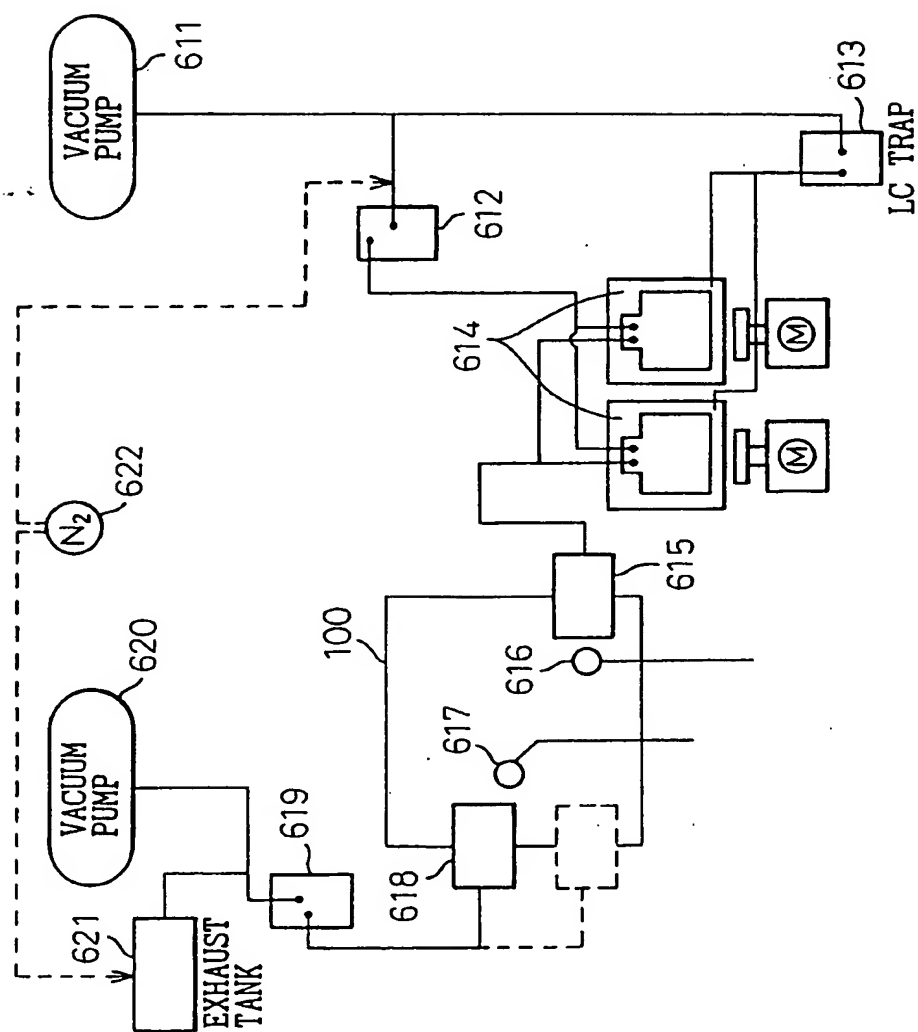 VACUUM
PUMP
611
613
LC TRAP
612
614
M
M
N2
622
615
616
617
100
VACUUM
PUMP
620
619
618
621
EXHAUST
TANK